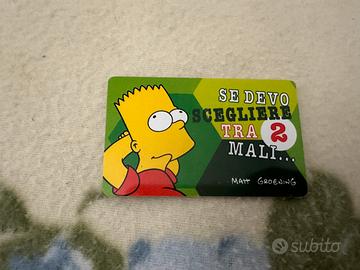 SE DEVO
SCEGLIERE
TRA 2
MALI...
MATT GROENING
subito